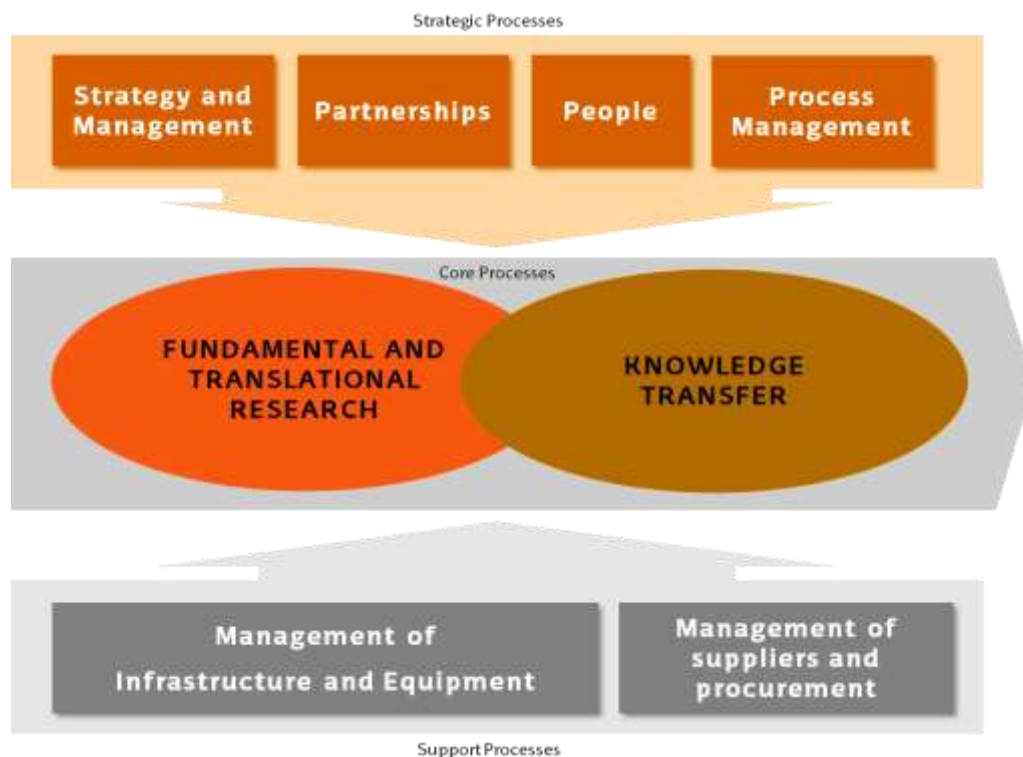 Strategic Processes
Strategy and
Management
Partnerships
People
Process
Management
Core Processes
FUNDAMENTAL AND
TRANSLATIONAL
RESEARCH
KNOWLEDGE
TRANSFER
Management of
Infrastructure and Equipment
Management of
suppliers and
procurement
Support Processes